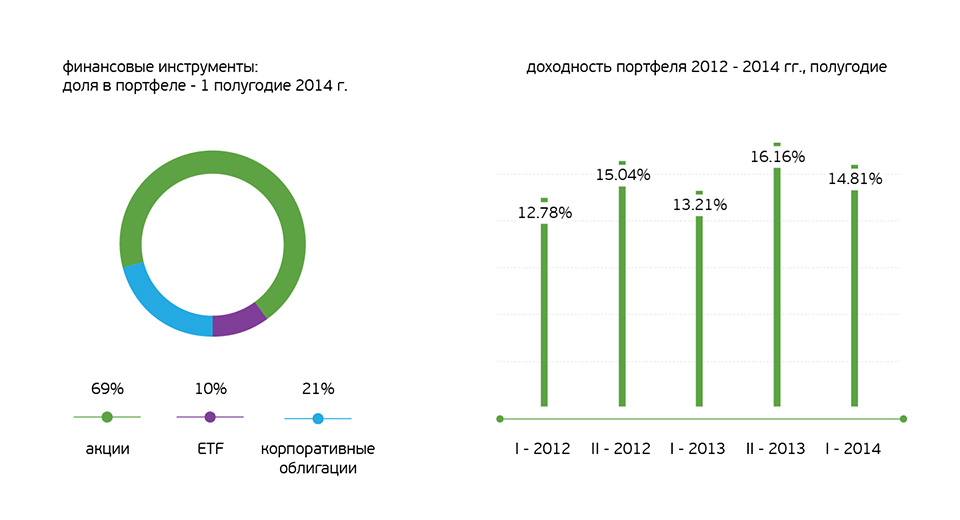 финансовые инструменты:
доля в портфеле - 1 полугодие 2014 г.
69%
10%
21%
акции
ETF
корпоративные
облигации
доходность портфеля 2012 - 2014 гг., полугодие
12.78%
15.04%
13.21%
16.16%
14.81%
I - 2012
II - 2012
I - 2013
II - 2013
I - 2014